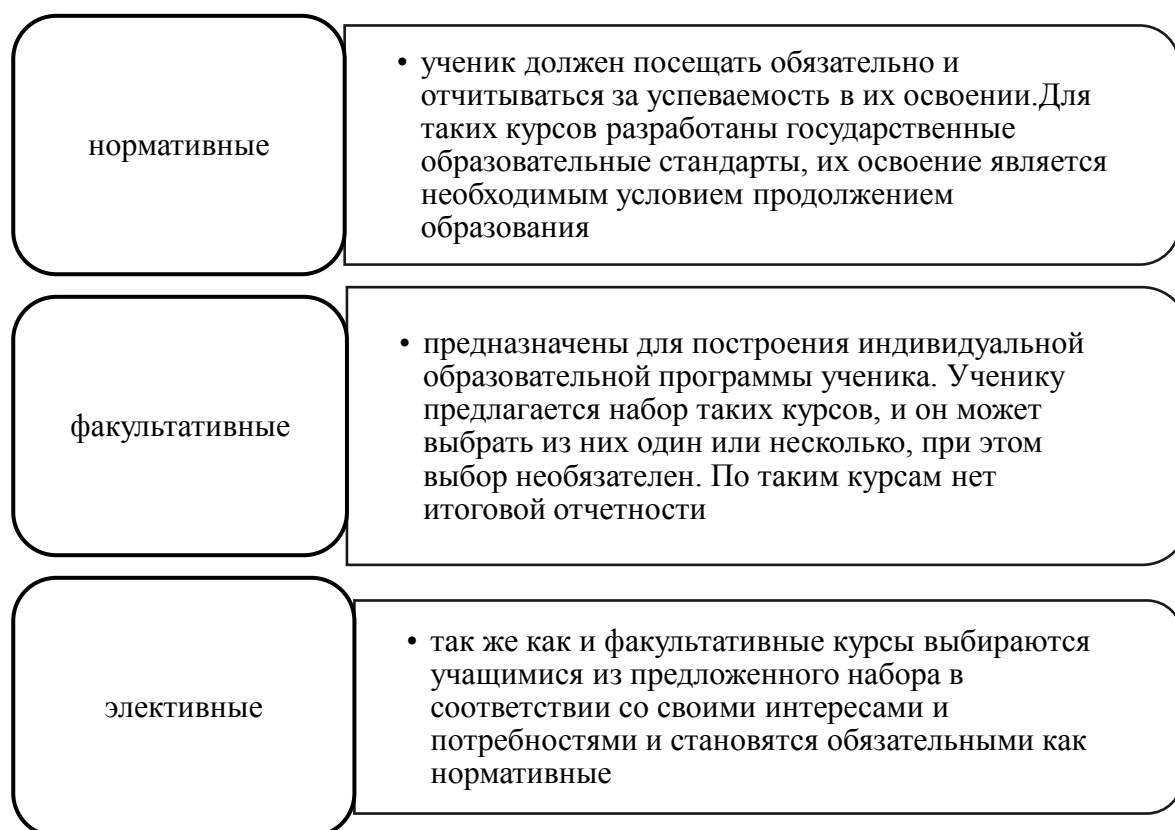 нормативные
• ученик должен посещать обязательно и
отчитываться за успеваемость в их освоении.Для
таких курсов разработаны государственные
образовательные стандарты, их освоение является
необходимым условием продолжением
образования
факультативные
• предназначены для построения индивидуальной
образовательной программы ученика. Ученику
предлагается набор таких курсов, и он может
выбрать из них один или несколько, при этом
выбор необязателен. По таким курсам нет
итоговой отчетности
элективные
• так же как и факультативные курсы выбираются
учащимися из предложенного набора в
соответствии со своими интересами и
потребностями и становятся обязательными как
нормативные